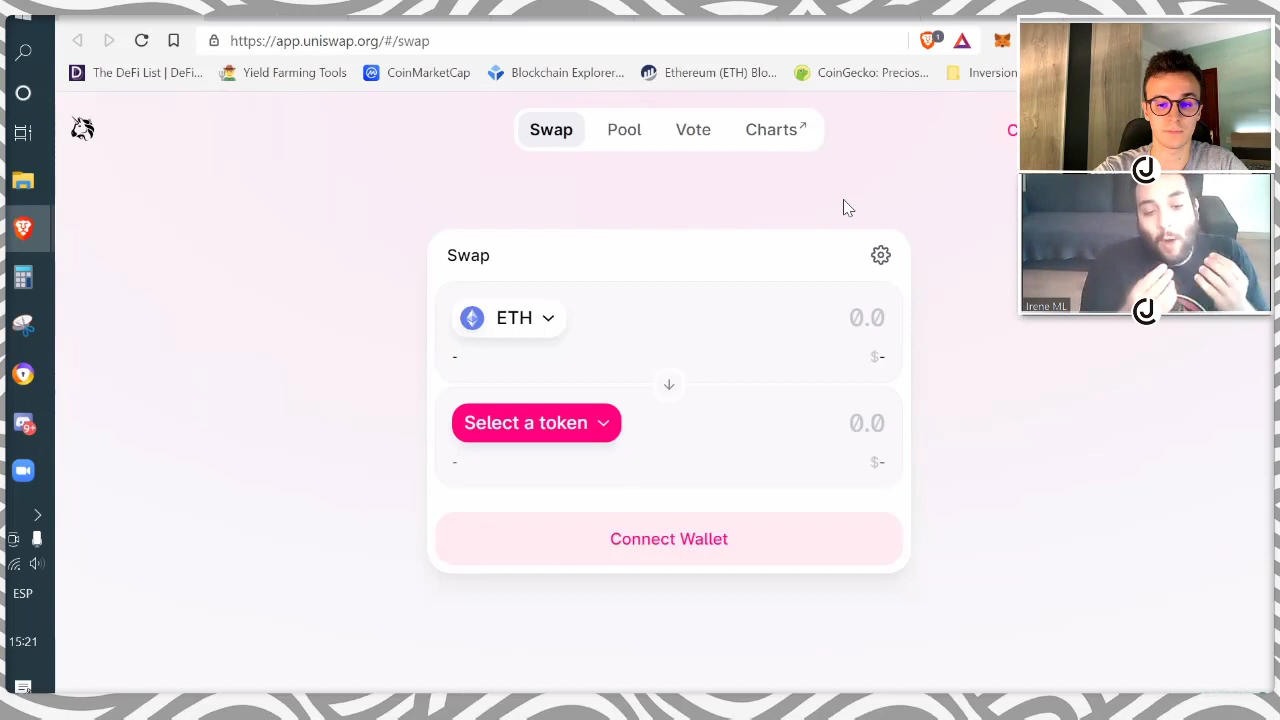 https://app.uniswap.org/#/swap
1
The DeFi List | DeFi...
Yield Farming Tools
CoinMarketCap
Blockchain Explorer...
Ethereum (ETH) Blo...
CoinGecko: Precios...
Inversion
Swap
Pool
Vote
Charts↗
C
Swap
ETH
0.0
-
$-
Select a token
0.0
-
$-
Connect Wallet
Irene ML
9+
ESP
15:21